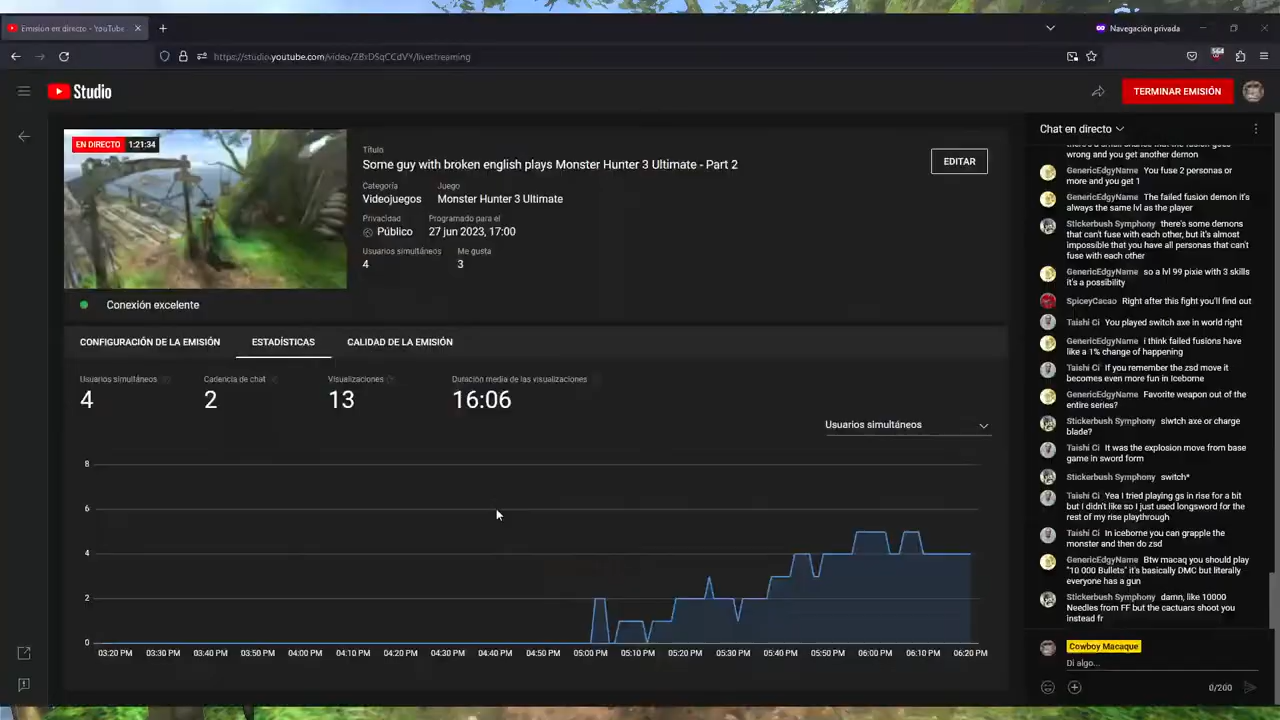 Emisión en directo - YouTube
Navegación privada
https://studio.youtube.com/video/ZBxDSqCCdVY/livestreaming
Studio
TERMINAR EMISIÓN
EN DIRECTO 1:21:34
Título
Some guy with broken english plays Monster Hunter 3 Ultimate - Part 2
EDITAR
Categoría Juego
Videojuegos Monster Hunter 3 Ultimate
Privacidad Programado para el
Público 27 jun 2023, 17:00
Usuarios simultáneos Me gusta
4 3
Conexión excelente
CONFIGURACIÓN DE LA EMISIÓN ESTADÍSTICAS CALIDAD DE LA EMISIÓN
Usuarios simultáneos Cadencia de chat Visualizaciones Duración media de las visualizaciones
4 2 13 16:06
Usuarios simultáneos
8
6
4
2
0
03:20 PM 03:30 PM 03:40 PM 03:50 PM 04:00 PM 04:10 PM 04:20 PM 04:30 PM 04:40 PM 04:50 PM 05:00 PM 05:10 PM 05:20 PM 05:30 PM 05:40 PM 05:50 PM 06:00 PM 06:10 PM 06:20 PM
Chat en directo
there's a small chance that the fusion goes
wrong and you get another demon
GenericEdgyName You fuse 2 personas or
more and you get 1
GenericEdgyName The failed fusion demon it's
always the same lvl as the player
Stickerbush Symphony there's some demons
that can't fuse with each other, but it's almost
impossible that you have all personas that can't
fuse with each other
GenericEdgyName so a lvl 99 pixie with 3 skills
it's a possibility
SpiceyCacao Right after this fight you'll find out
Taishi Ci You played switch axe in world right
GenericEdgyName i think failed fusions have
like a 1% change of happening
Taishi Ci If you remember the zsd move it
becomes even more fun in Iceborne
GenericEdgyName Favorite weapon out of the
entire series?
Stickerbush Symphony siwtch axe or charge
blade?
Taishi Ci It was the explosion move from base
game in sword form
Stickerbush Symphony switch*
Taishi Ci Yea I tried playing gs in rise for a bit
but I didn't like so I just used longsword for the
rest of my rise playthrough
Taishi Ci In iceborne you can grapple the
monster and then do zsd
GenericEdgyName Btw macaq you should play
"10 000 Bullets" it's basically DMC but literally
everyone has a gun
Stickerbush Symphony damn, like 10000
Needles from FF but the cactuars shoot you
instead fr
Cowboy Macaque
Di algo...
0/200